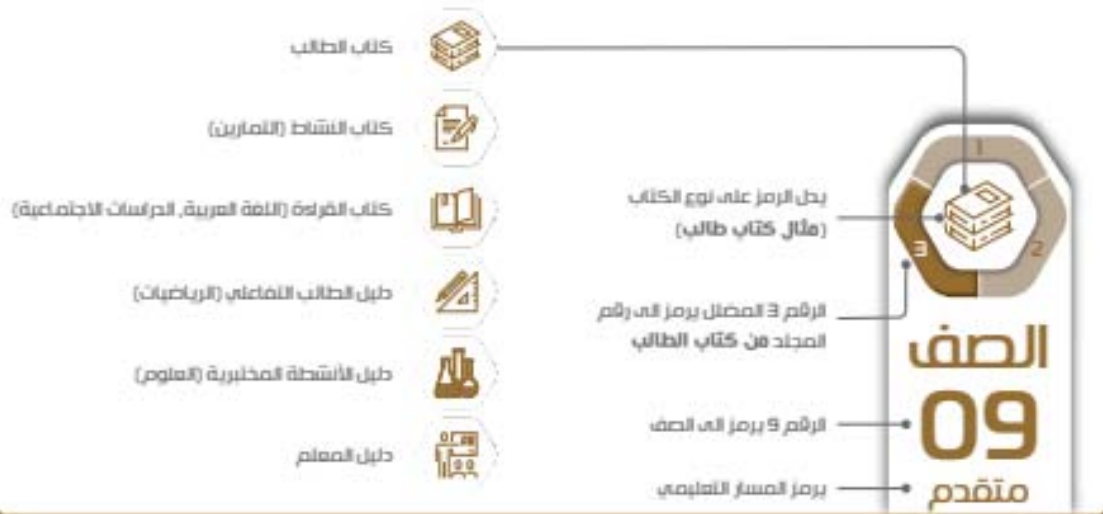 كتاب الطالب
كتاب النشاط (التمارين)
كتاب القراءة (اللغة العربية، الدراسات الاجتماعية)
دليل الطالب التفاعلي (الرياضيات)
دليل الأنشطة المختبرية (العلوم)
دليل المعلم
1
2
3
يدل الرمز على نوع الكتاب
(مثال كتاب طالب)
الرقم 3 المضلل يرمز الى رقم
المجلد من كتاب الطالب
الرقم 9 يرمز الى الصف
يرمز المسار التعليمي
الصف
09
متقدم